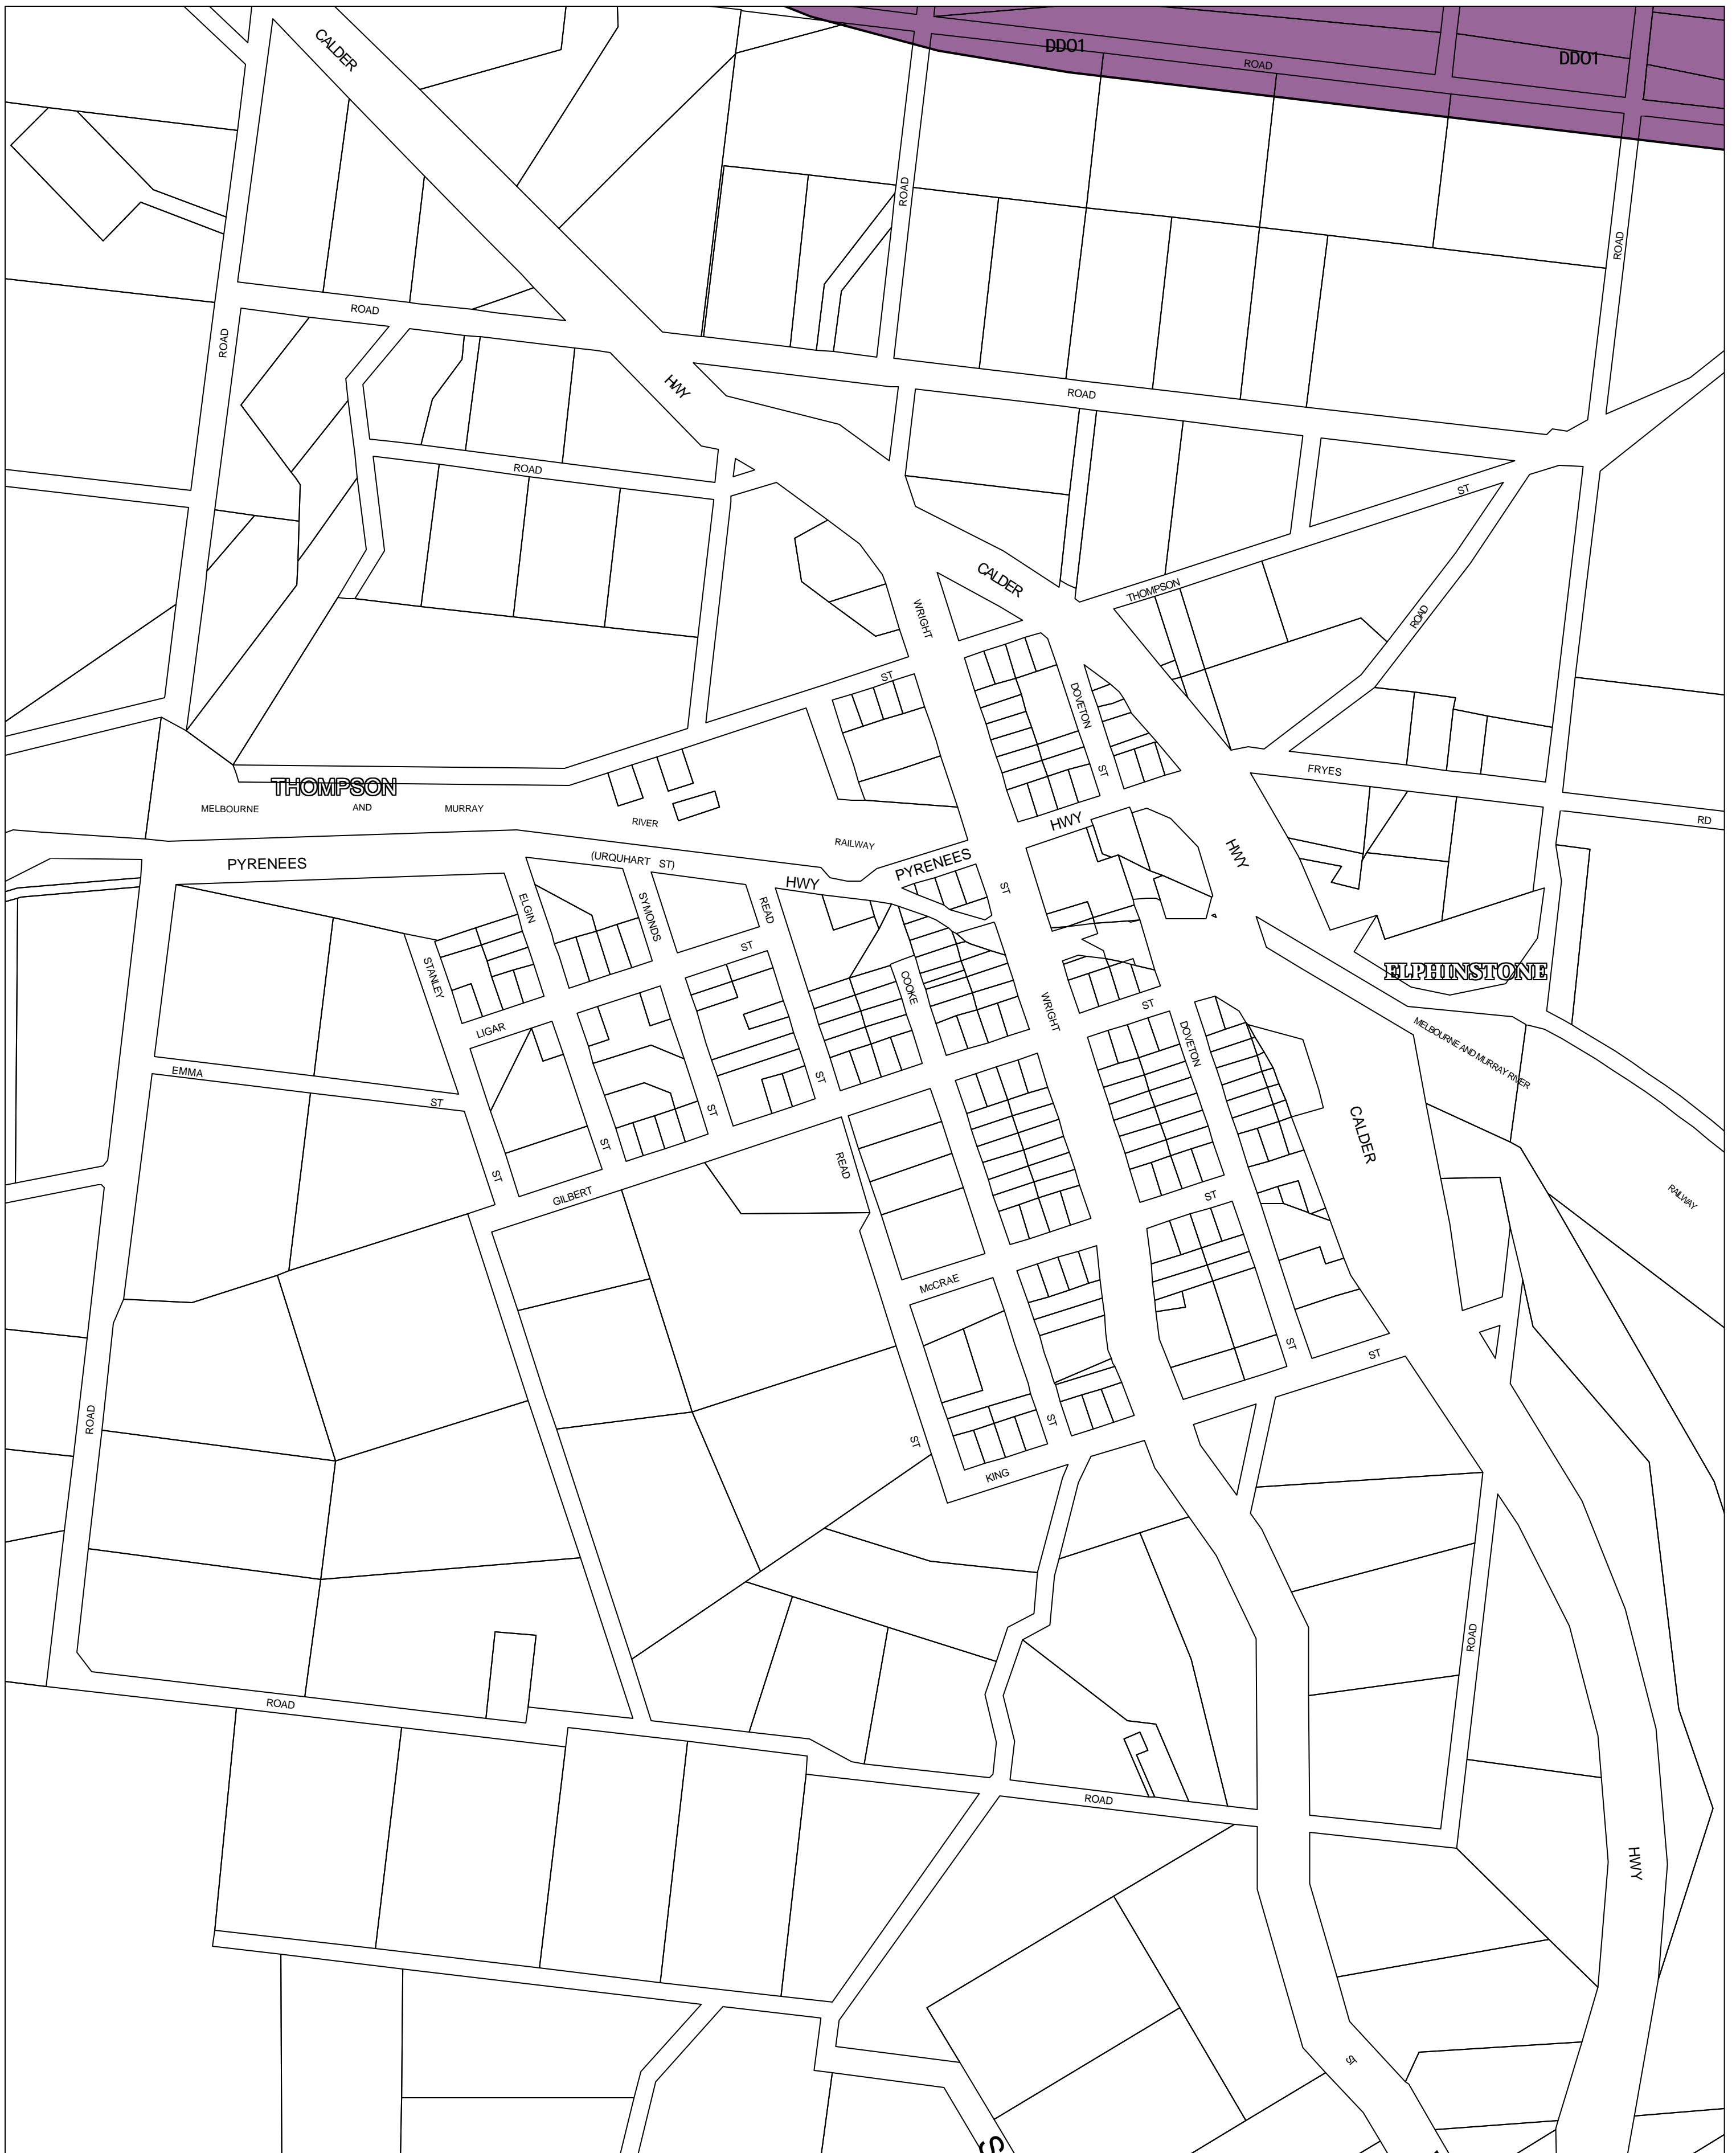 CALDER
DDO1
DDO1
ROAD
ROAD
ROAD
ROAD
ROAD
HWY
ROAD
ROAD
ST
CALDER
THOMPSON
WRIGHT
ROAD
ST
DOVETON
ST
FRYES
THOMPSON
MELBOURNE AND MURRAY
RIVER
RAILWAY
HWY
RD
PYRENEES
(URQUHART ST)
HWY
PYRENEES
HWY
ST
ELGIN
SYMONDS
READ
ST
STANLEY
COOKE
ELPHINSTONE
WRIGHT
ST
LIGAR
DOVETON
MELBOURNE AND MURRAY RIVER
EMMA
ST
ST
ST
ST
CALDER
READ
ST
GILBERT
ST
RAILWAY
McCRAE
ST
ST
ROAD
ST
ST
KING
ROAD
ROAD
ROAD
HWY
ST
S